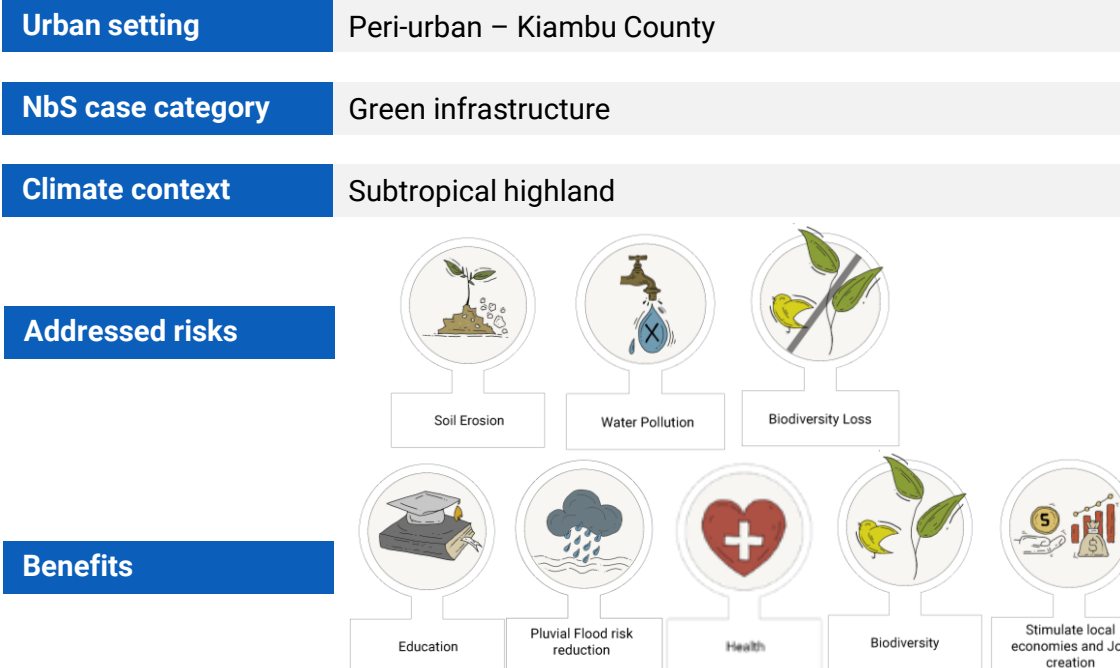 Urban setting
Peri-urban – Kiambu County
NbS case category
Green infrastructure
Climate context
Subtropical highland
Addressed risks
X
Soil Erosion
Water Pollution
Biodiversity Loss
Benefits
S
$
Education
Pluvial Flood risk
reduction
Health
Biodiversity
Stimulate local
economies and Jo
creation